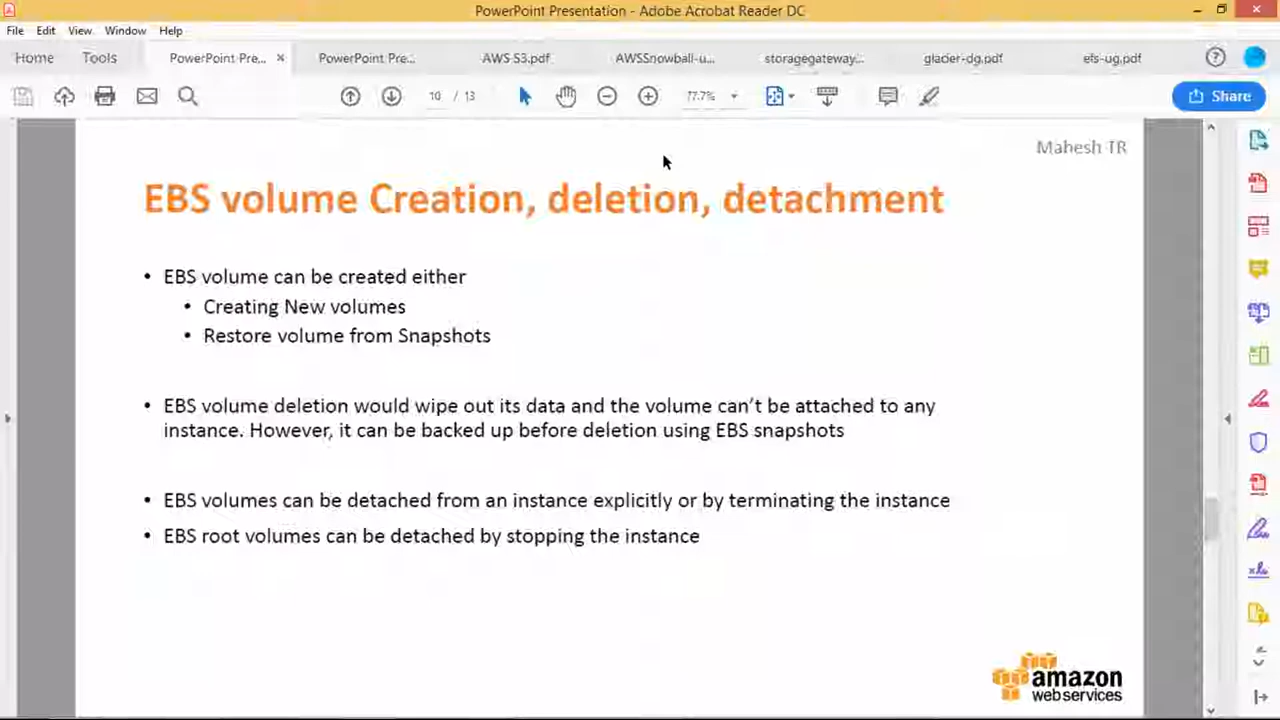 PowerPoint Presentation - Adobe Acrobat Reader DC
File Edit View Window Help
Home Tools PowerPoint Pre... × PowerPoint Pre... AWS S3.pdf AWSSnowball-u... storagegateway... glacier-dg.pdf efs-ug.pdf
10 / 13 77.7% Share
Mahesh TR
EBS volume Creation, deletion, detachment
• EBS volume can be created either
• Creating New volumes
• Restore volume from Snapshots
• EBS volume deletion would wipe out its data and the volume can’t be attached to any
instance. However, it can be backed up before deletion using EBS snapshots
• EBS volumes can be detached from an instance explicitly or by terminating the instance
• EBS root volumes can be detached by stopping the instance
amazon
web services